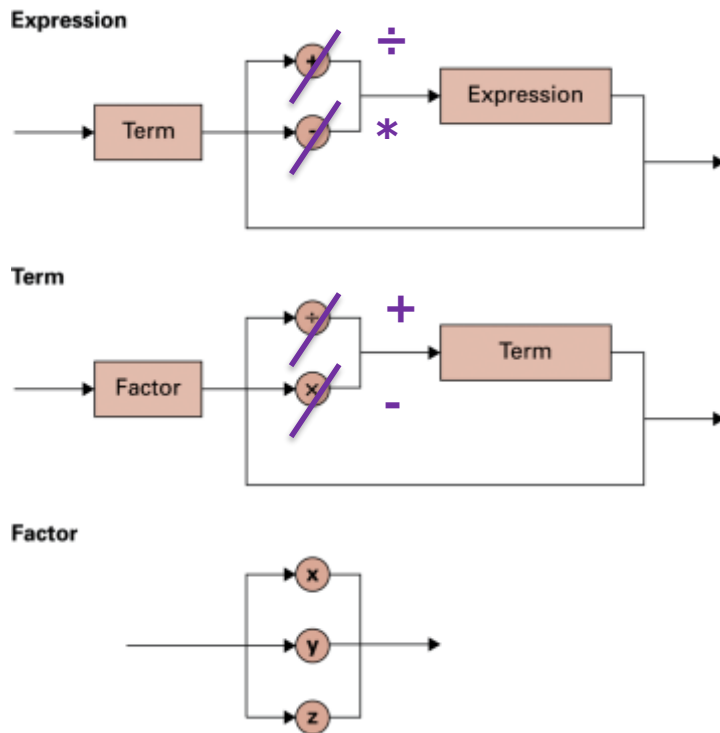 Expression
+ ÷
Expression
Term
- *
Term
÷ +
Term
Factor
× -
Factor
x
y
z